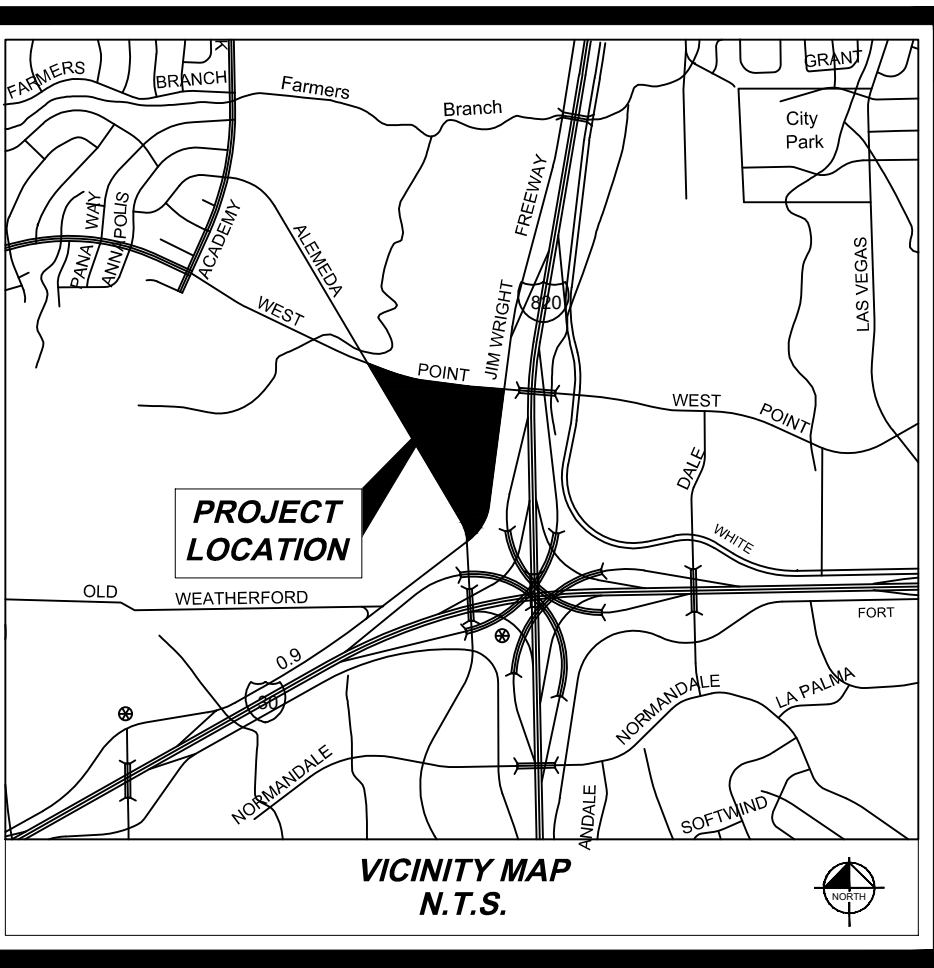 FARMERS
BRANCH
Farmers
Branch
GRANT
City
Park
FREEWAY
PANA WAY
ANNAPOLIS
ACADEMY
ALEMEDA
WEST
POINT
JIM WRIGHT
820
LAS VEGAS
WEST
POINT
DALE
WHITE
PROJECT
LOCATION
OLD
WEATHERFORD
FORT
0.9
30
NORMANDALE
NORMANDALE
LA PALMA
ANDALE
SOFTWIND
VICINITY MAP
N.T.S.
NORTH